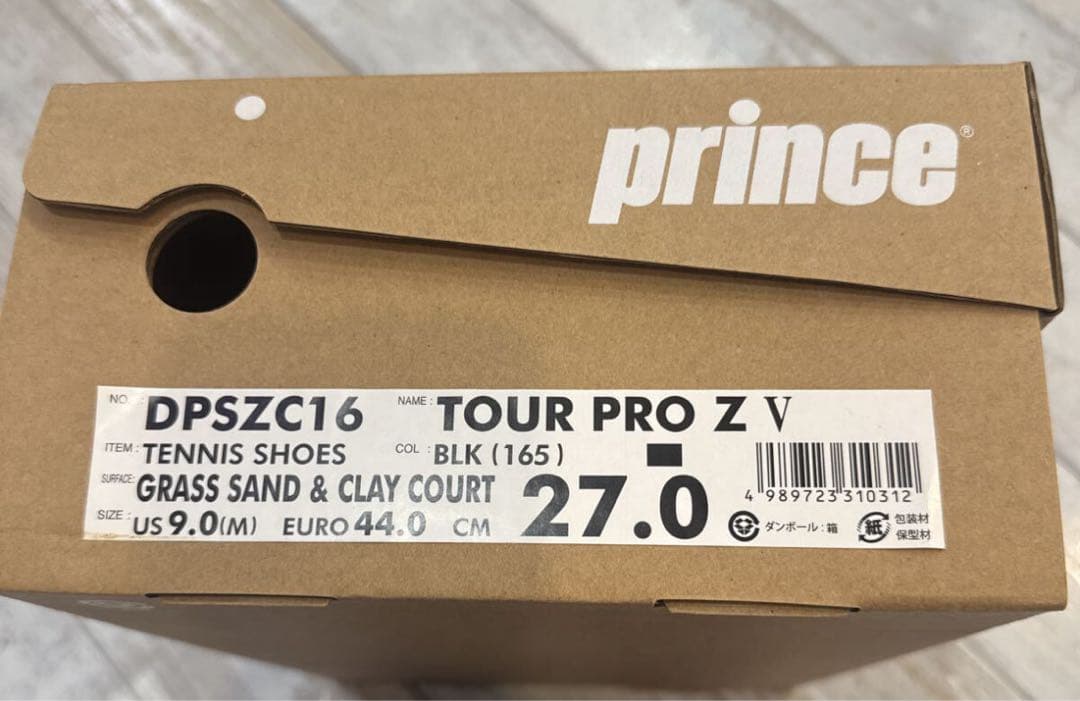 prince®
NO. : DPSZC16 NAME : TOUR PRO Z V
ITEM : TENNIS SHOES COL : BLK (165)
SURFACE: GRASS SAND & CLAY COURT
SIZE : US 9.0(M) EURO 44.0 CM 27.0
4 989723 310312
ダンボール : 箱
紙 包装材
保型材